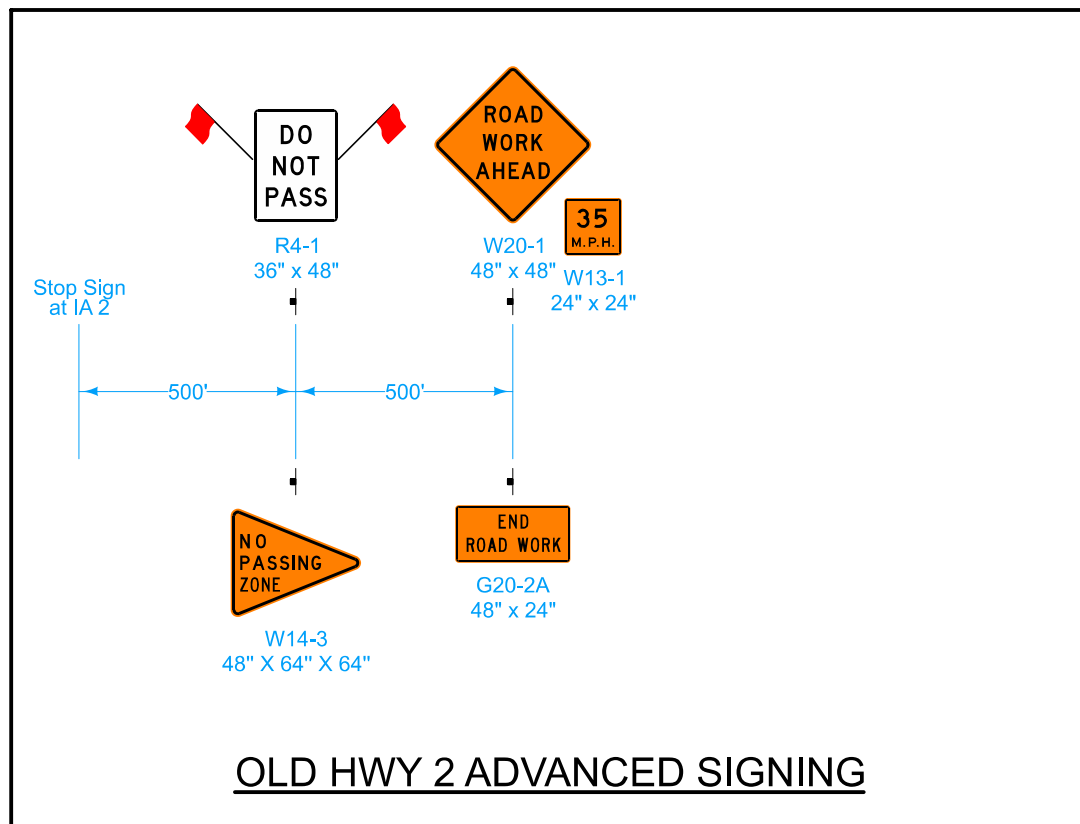 DO
NOT
PASS
R4-1
36" x 48"
ROAD
WORK
AHEAD
W20-1
48" x 48"
35
M.P.H.
W13-1
24" x 24"
Stop Sign
at IA 2
500'
500'
NO
PASSING
ZONE
W14-3
48" X 64" X 64"
END
ROAD WORK
G20-2A
48" x 24"
OLD HWY 2 ADVANCED SIGNING